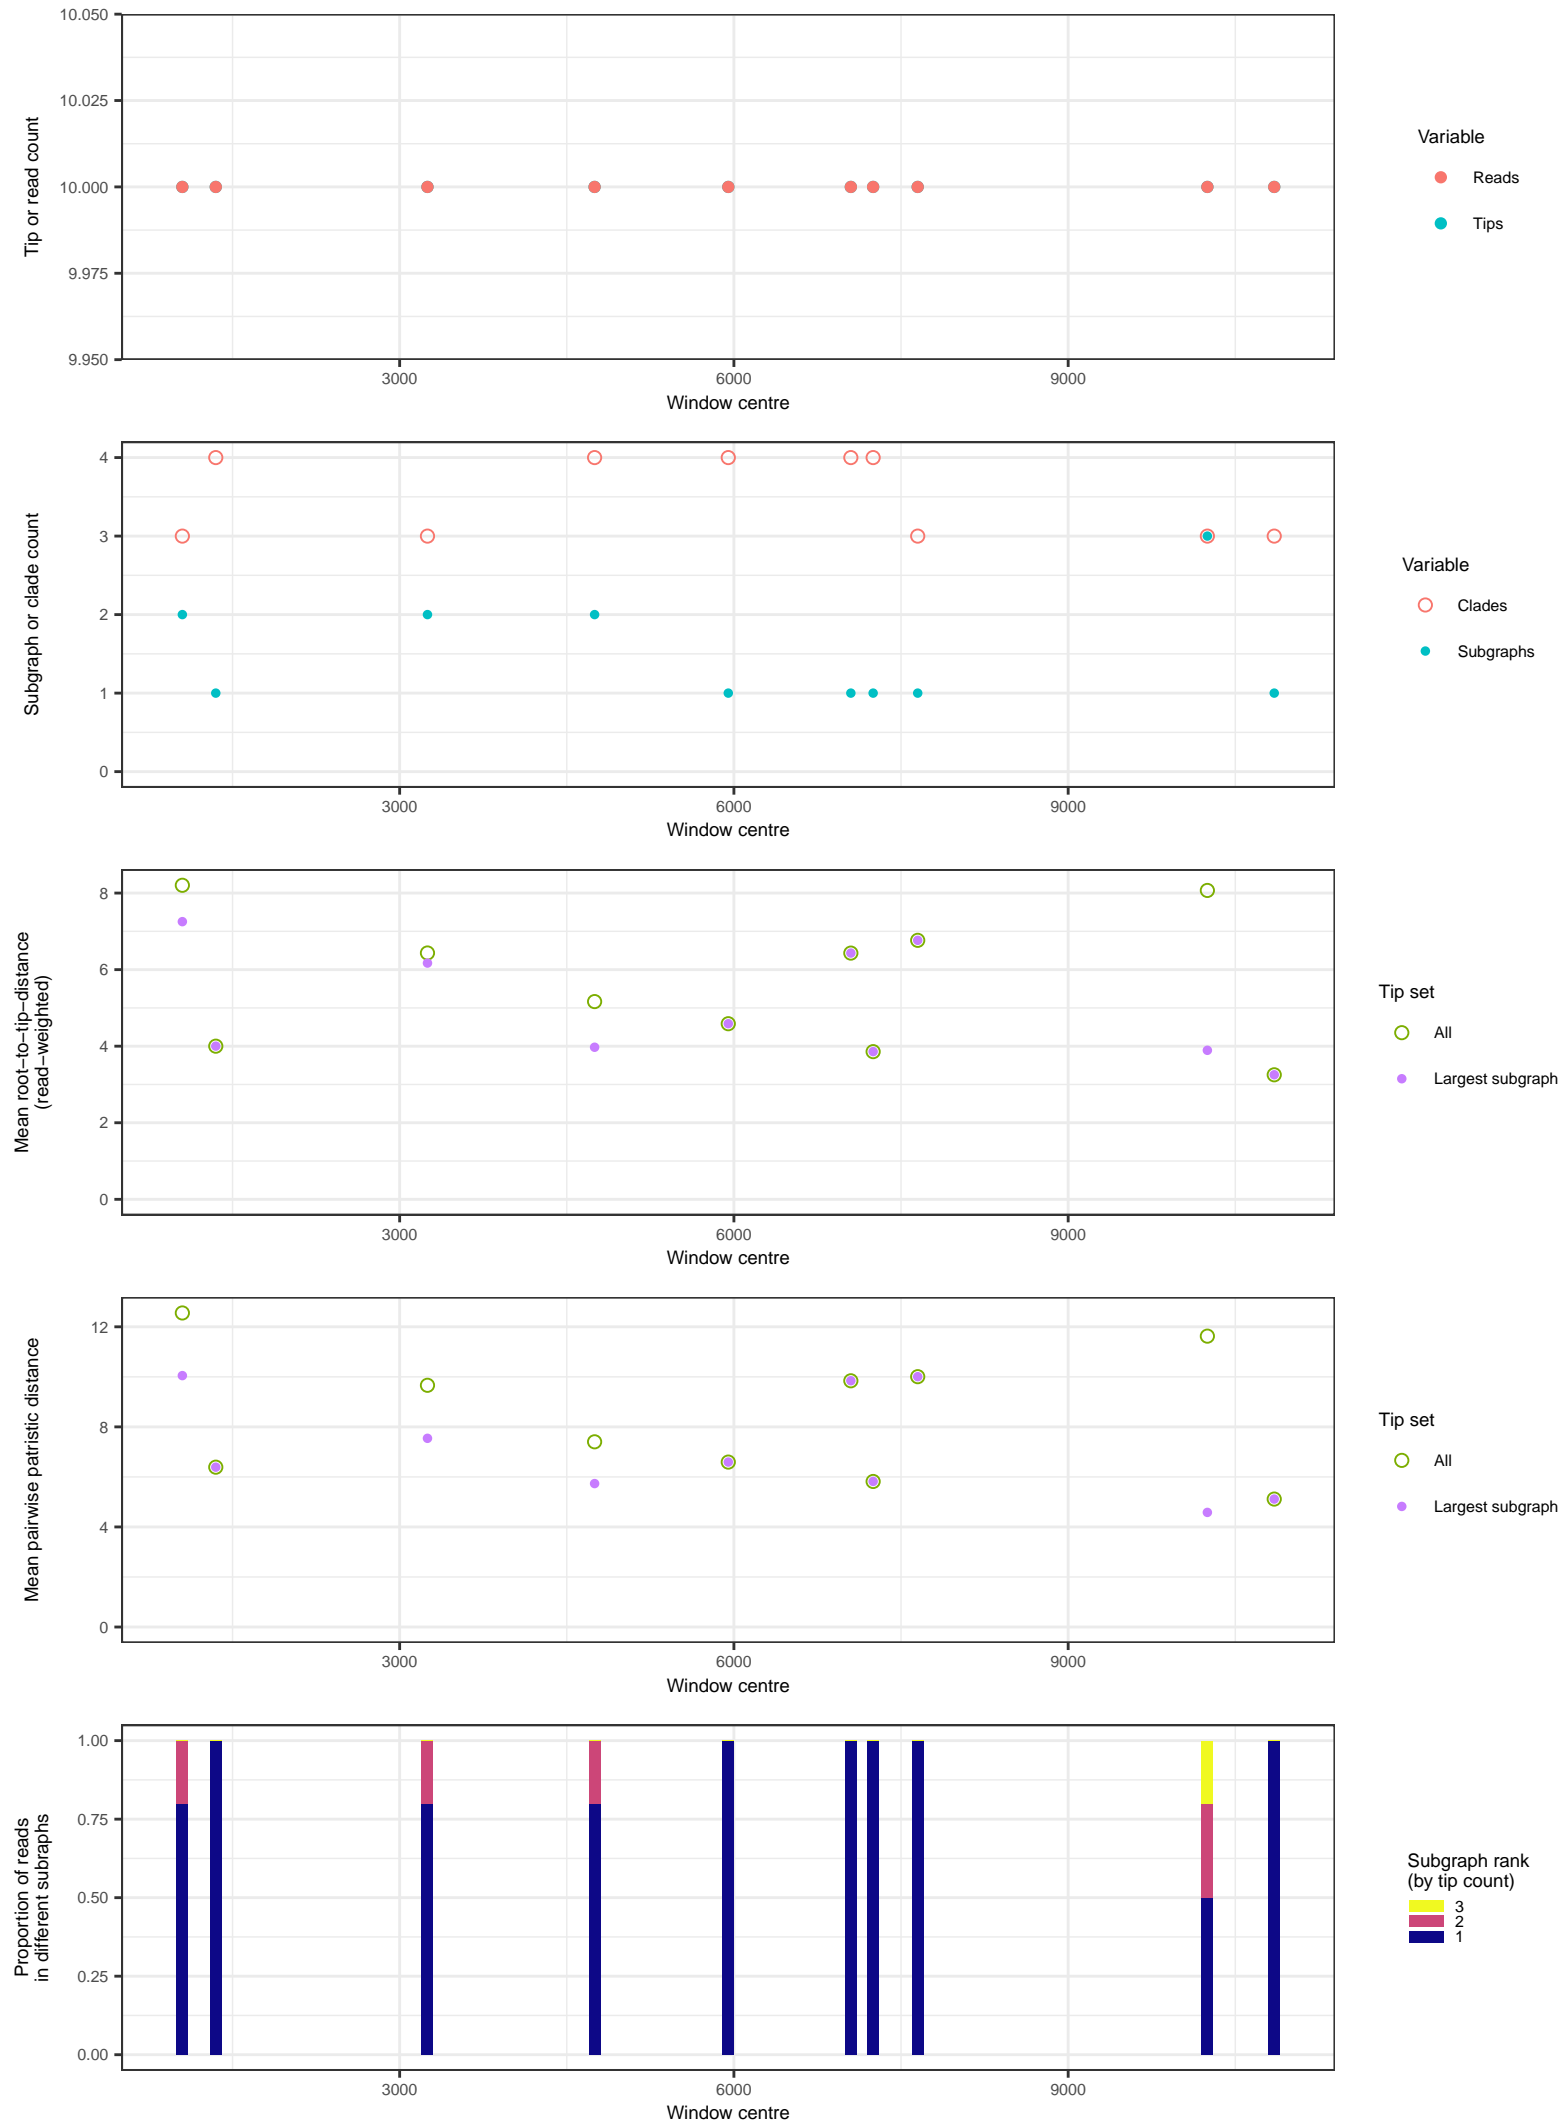 10.050
10.025
10.000
9.975
9.950
Tip or read count
3000 6000 9000
Window centre
Variable
Reads
Tips
4
3
2
1
0
Subgraph or clade count
3000 6000 9000
Window centre
Variable
Clades
Subgraphs
8
6
4
2
0
Mean root−to−tip−distance
(read−weighted)
3000 6000 9000
Window centre
Tip set
All
Largest subgraph
12
8
4
0
Mean pairwise patristic distance
3000 6000 9000
Window centre
Tip set
All
Largest subgraph
1.00
0.75
0.50
0.25
0.00
Proportion of reads
in different subraphs
3000 6000 9000
Window centre
Subgraph rank
(by tip count)
3
2
1